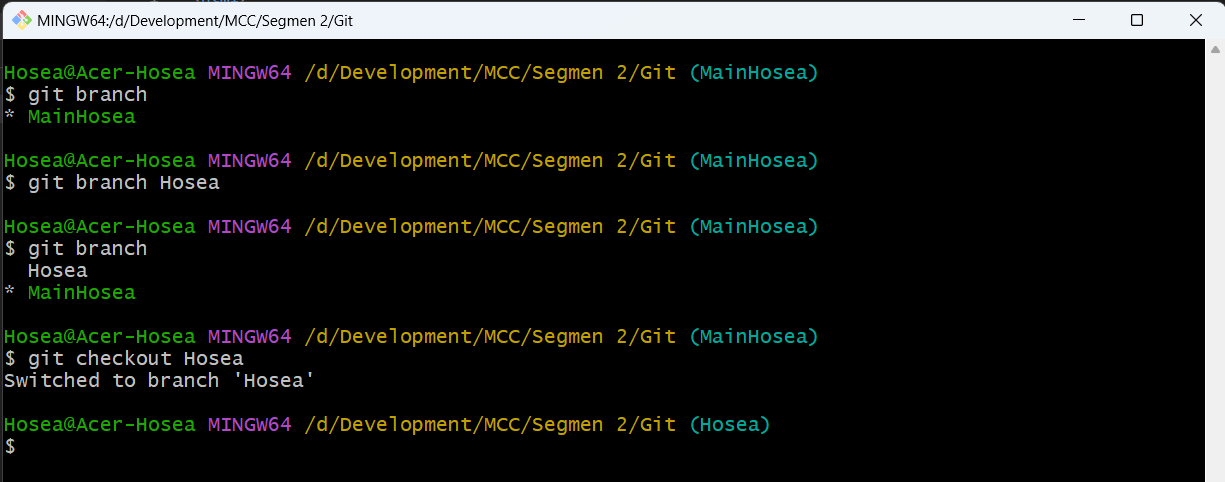 MINGW64:/d/Development/MCC/Segmen 2/Git
Hosea@Acer-Hosea MINGW64 /d/Development/MCC/Segmen 2/Git (MainHosea)
$ git branch
* MainHosea
Hosea@Acer-Hosea MINGW64 /d/Development/MCC/Segmen 2/Git (MainHosea)
$ git branch Hosea
Hosea@Acer-Hosea MINGW64 /d/Development/MCC/Segmen 2/Git (MainHosea)
$ git branch
  Hosea
* MainHosea
Hosea@Acer-Hosea MINGW64 /d/Development/MCC/Segmen 2/Git (MainHosea)
$ git checkout Hosea
Switched to branch 'Hosea'
Hosea@Acer-Hosea MINGW64 /d/Development/MCC/Segmen 2/Git (Hosea)
$